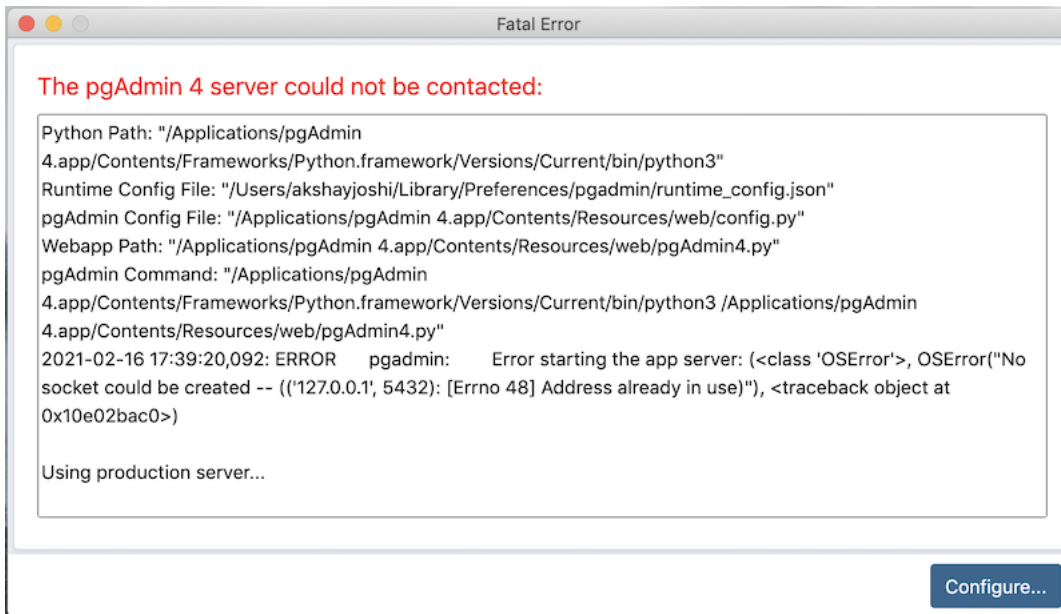 Fatal Error
The pgAdmin 4 server could not be contacted:
Python Path: "/Applications/pgAdmin
4.app/Contents/Frameworks/Python.framework/Versions/Current/bin/python3"
Runtime Config File: "/Users/akshayjoshi/Library/Preferences/pgadmin/runtime_config.json"
pgAdmin Config File: "/Applications/pgAdmin 4.app/Contents/Resources/web/config.py"
Webapp Path: "/Applications/pgAdmin 4.app/Contents/Resources/web/pgAdmin4.py"
pgAdmin Command: "/Applications/pgAdmin
4.app/Contents/Frameworks/Python.framework/Versions/Current/bin/python3 /Applications/pgAdmin
4.app/Contents/Resources/web/pgAdmin4.py"
2021-02-16 17:39:20,092: ERROR pgadmin: Error starting the app server: (<class 'OSError'>, OSError("No
socket could be created -- (('127.0.0.1', 5432): [Errno 48] Address already in use)"), <traceback object at
0x10e02bac0>)
Using production server...
Configure...